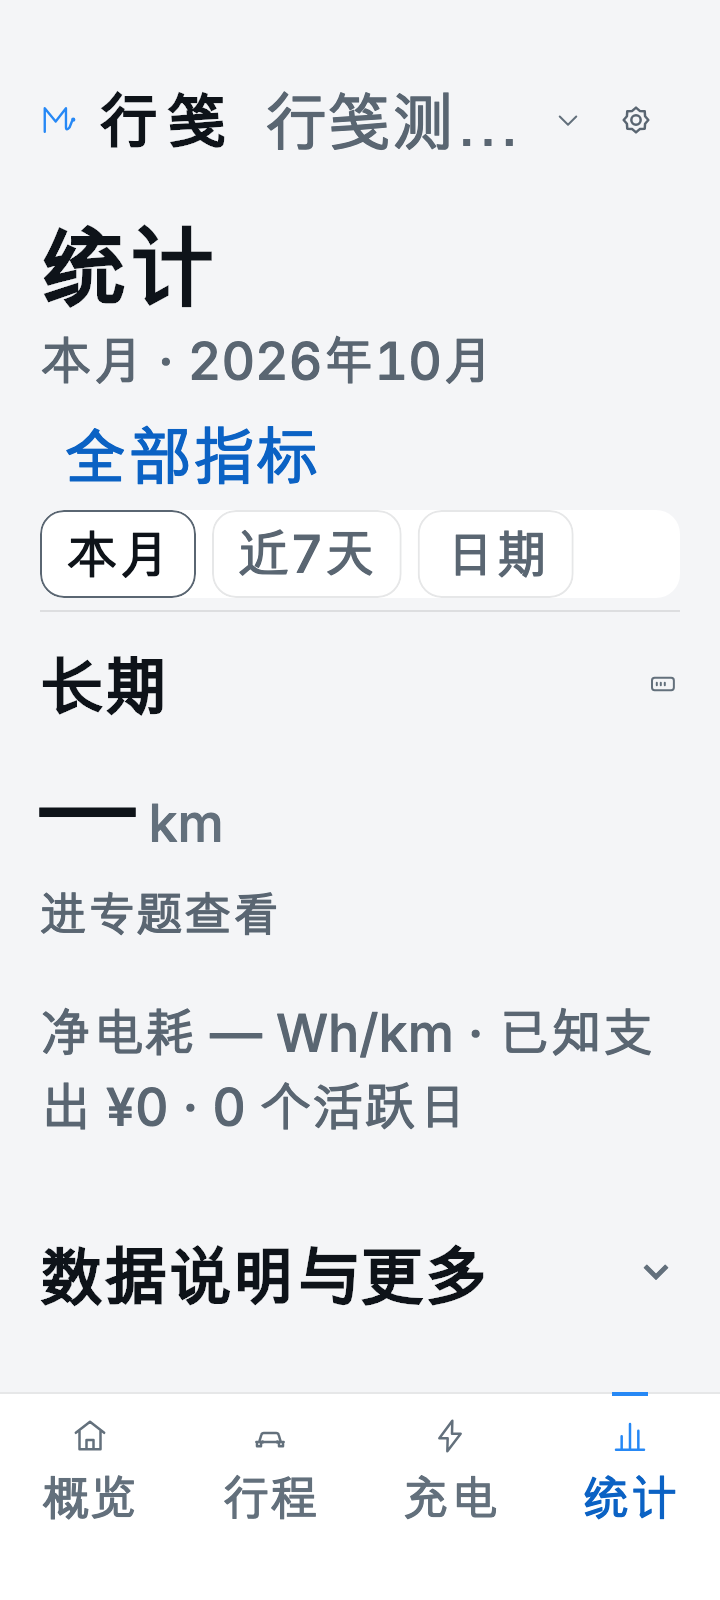 行笺 行笺测...
统计
本月 · 2026年10月
全部指标
本月 近7天 日期
长期
— km
进专题查看
净电耗 — Wh/km · 已知支
出 ¥0 · 0 个活跃日
数据说明与更多
概览 行程 充电 统计